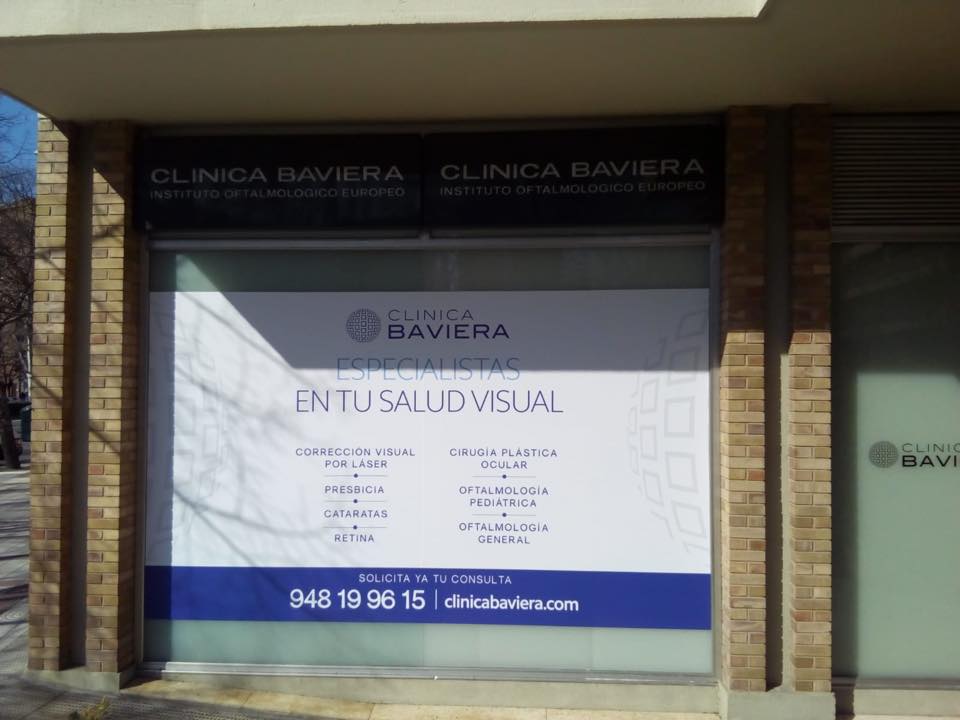 CLINICA BAVIERA
INSTITUTO OFTALMOLOGICO EUROPEO
CLINICA BAVIERA
INSTITUTO OFTALMOLOGICO EUROPEO
CLINICA
BAVIERA
ESPECIALISTAS
EN TU SALUD VISUAL
CORRECCIÓN VISUAL
POR LÁSER
PRESBICIA
CATARATAS
RETINA
CIRUGÍA PLÁSTICA
OCULAR
OFTALMOLOGÍA
PEDIÁTRICA
OFTALMOLOGÍA
GENERAL
SOLICITA YA TU CONSULTA
948 19 96 15 | clinicabaviera.com
CLINIC
BAVI